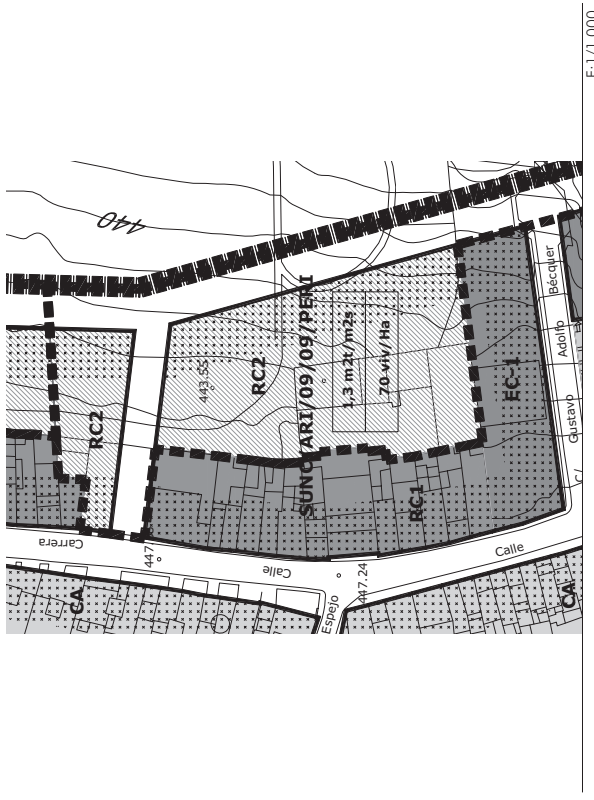 E:1/1.000
440
SUNC/ARI/09/09/PERI
RC2
443.55
1,3 m2t/m2s
70 viv/Ha
EC-1
Bécquer
Adolfo
Gustavo
C/
RC2
RC1
Carrera
447
Calle
447.24
Calle
Espejo
CA
CA